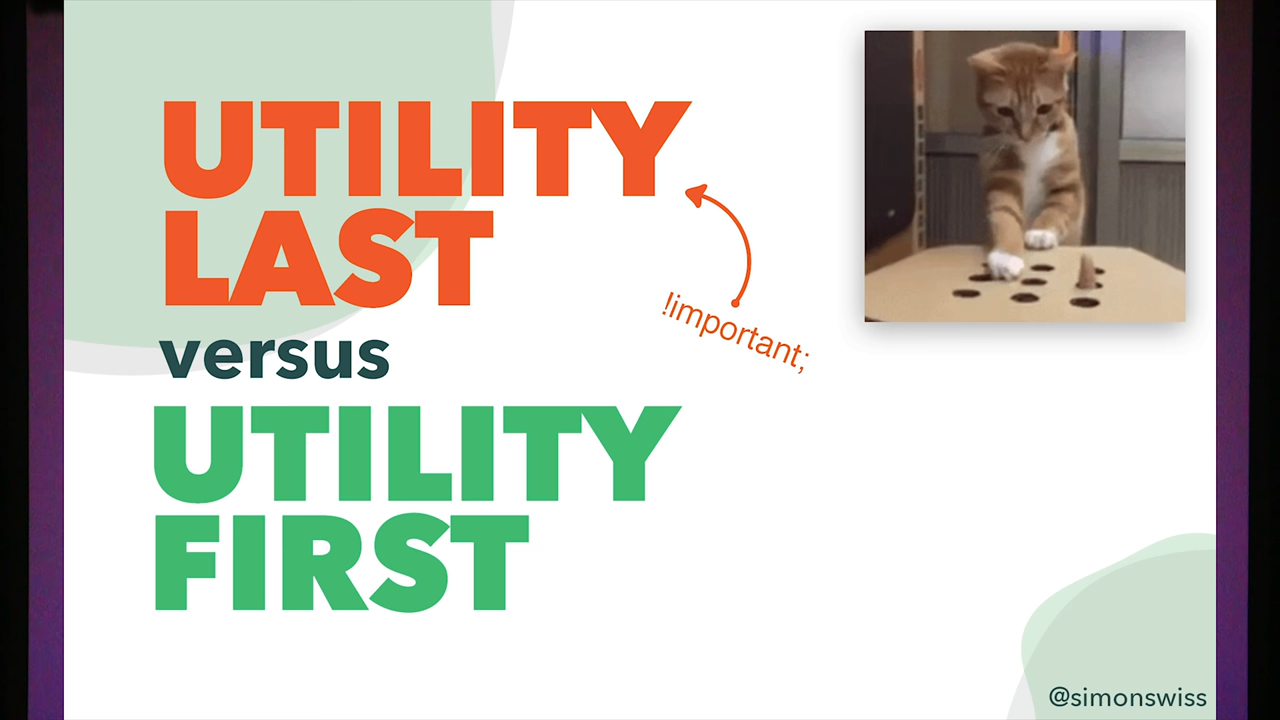 UTILITY
LAST
!important;
versus
UTILITY
FIRST
@simonswiss